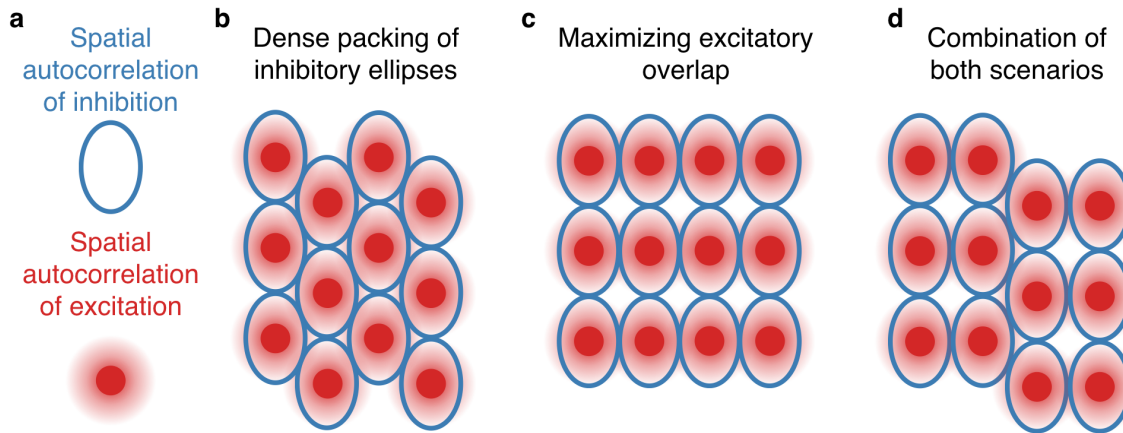 a
Spatial
autocorrelation
of inhibition
Spatial
autocorrelation
of excitation
b
Dense packing of
inhibitory ellipses
c
Maximizing excitatory
overlap
d
Combination of
both scenarios